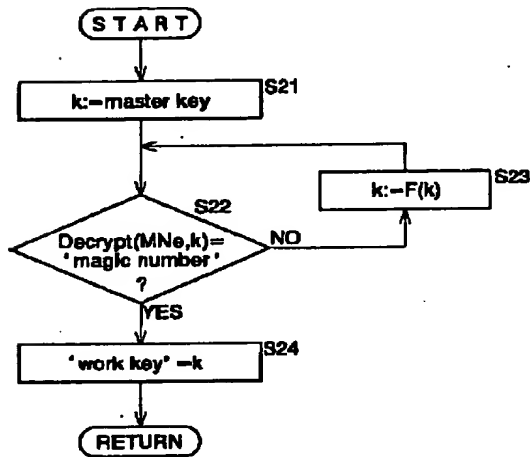 START
S21
k:=master key
S23
k:=F(k)
S22
Decrypt(MNe,k)=
'magic number'
?
NO
YES
S24
'work key' =k
RETURN